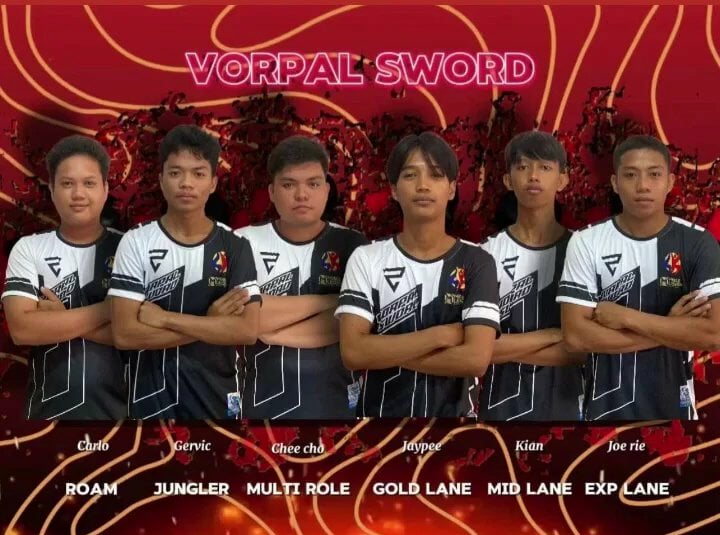 VORPAL SWORD
Carlo Gervic Chee cho Jaypee Kian Joe rie
ROAM JUNGLER MULTI ROLE GOLD LANE MID LANE EXP LANE